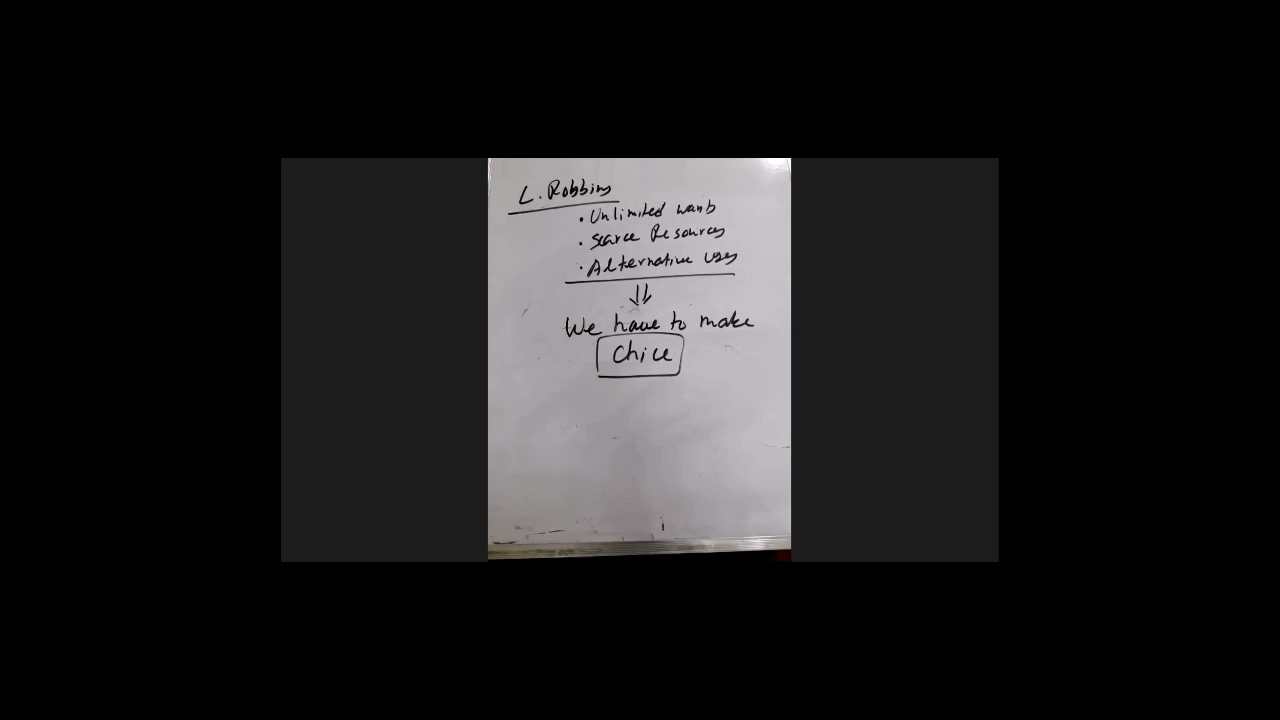 L. Robbins
• Unlimited wants
• Scarce Resources
• Alternative uses
We have to make
Chice